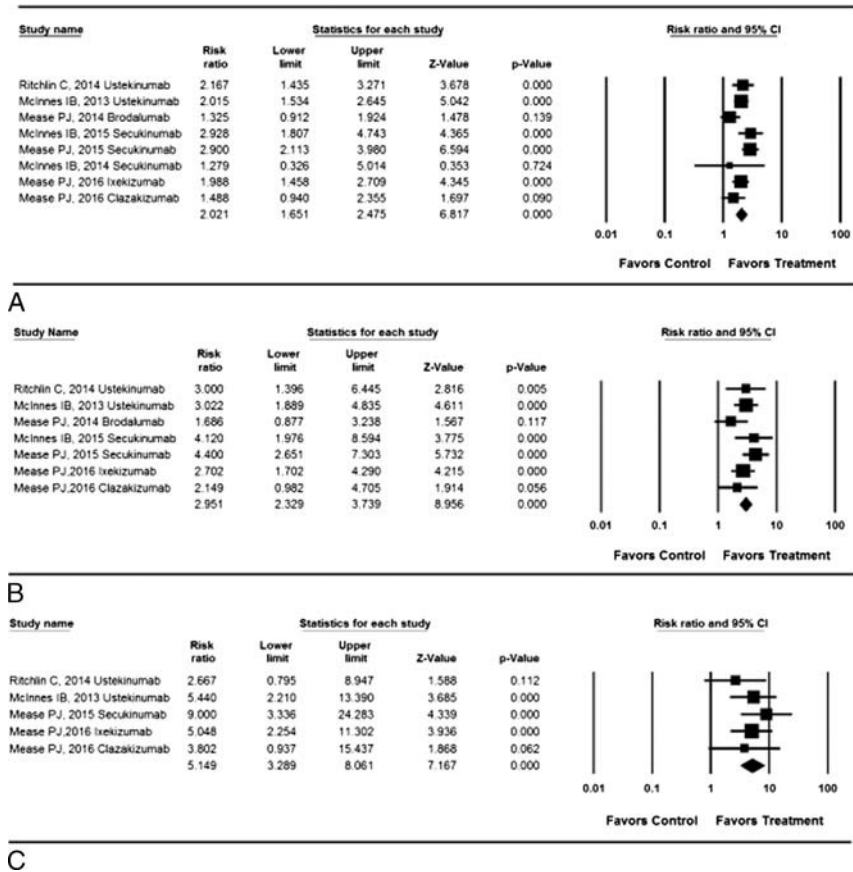 Study name Statistics for each study Risk ratio and 95% CI
Risk Lower Upper
ratio limit limit Z-Value p-Value
Ritchlin C, 2014 Ustekinumab 2.167 1.435 3.271 3.678 0.000
McInnes IB, 2013 Ustekinumab 2.015 1.534 2.645 5.042 0.000
Mease PJ, 2014 Brodalumab 1.325 0.912 1.924 1.478 0.139
McInnes IB, 2015 Secukinumab 2.928 1.807 4.743 4.365 0.000
Mease PJ, 2015 Secukinumab 2.900 2.113 3.980 6.594 0.000
McInnes IB, 2014 Secukinumab 1.279 0.326 5.014 0.353 0.724
Mease PJ, 2016 Ixekizumab 1.988 1.458 2.709 4.345 0.000
Mease PJ, 2016 Clazakizumab 1.488 0.940 2.355 1.697 0.090
2.021 1.651 2.475 6.817 0.000
0.01 0.1 1 10 100
Favors Control Favors Treatment
A
Study Name Statistics for each study Risk ratio and 95% CI
Risk Lower Upper
ratio limit limit Z-Value p-Value
Ritchlin C, 2014 Ustekinumab 3.000 1.396 6.445 2.816 0.005
McInnes IB, 2013 Ustekinumab 3.022 1.889 4.835 4.611 0.000
Mease PJ, 2014 Brodalumab 1.686 0.877 3.238 1.567 0.117
McInnes IB, 2015 Secukinumab 4.120 1.976 8.594 3.775 0.000
Mease PJ, 2015 Secukinumab 4.400 2.651 7.303 5.732 0.000
Mease PJ,2016 Ixekizumab 2.702 1.702 4.290 4.215 0.000
Mease PJ,2016 Clazakizumab 2.149 0.982 4.705 1.914 0.056
2.951 2.329 3.739 8.956 0.000
0.01 0.1 1 10 100
Favors Control Favors Treatment
B
Study name Statistics for each study Risk ratio and 95% CI
Risk Lower Upper
ratio limit limit Z-Value p-Value
Ritchlin C, 2014 Ustekinumab 2.667 0.795 8.947 1.588 0.112
McInnes IB, 2013 Ustekinumab 5.440 2.210 13.390 3.685 0.000
Mease PJ, 2015 Secukinumab 9.000 3.336 24.283 4.339 0.000
Mease PJ,2016 Ixekizumab 5.048 2.254 11.302 3.936 0.000
Mease PJ, 2016 Clazakizumab 3.802 0.937 15.437 1.868 0.062
5.149 3.289 8.061 7.167 0.000
0.01 0.1 1 10 100
Favors Control Favors Treatment
C